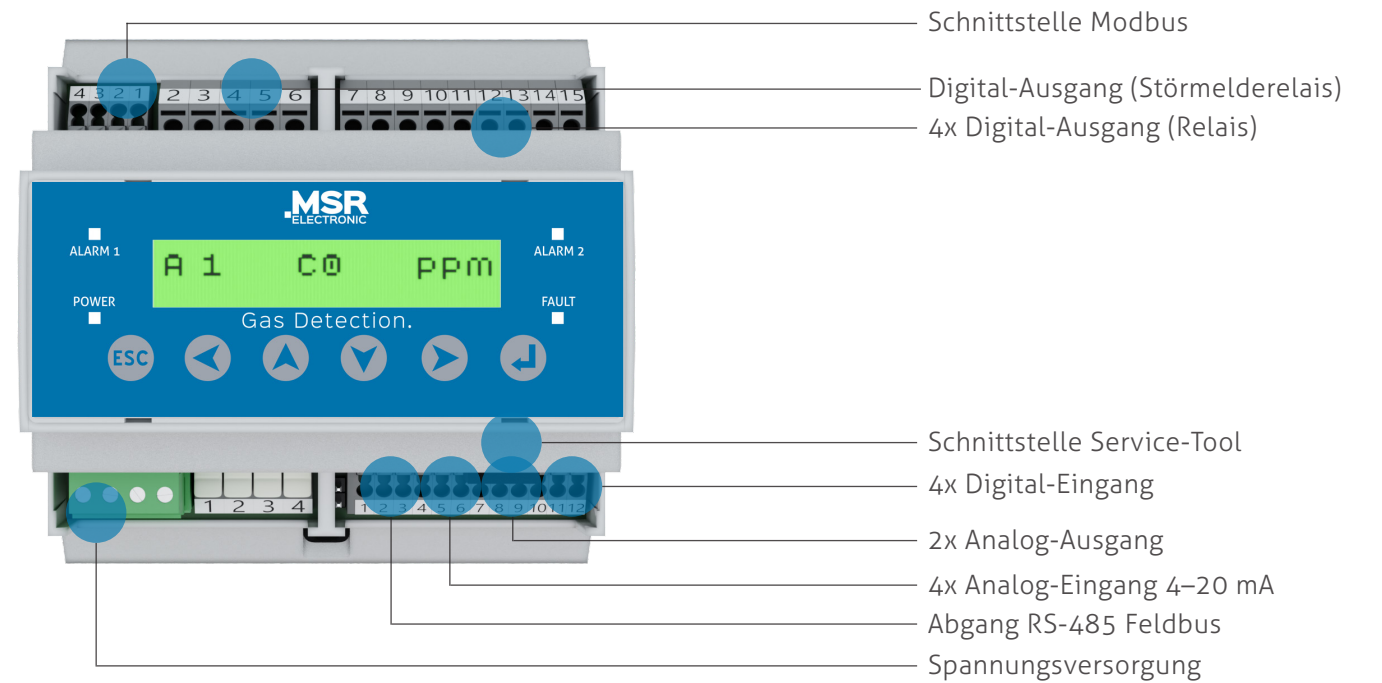 Schnittstelle Modbus
Digital-Ausgang (Störmelderelais)
4x Digital-Ausgang (Relais)
4 3 2 1 2 3 4 5 6 7 8 9 10 11 12 13 14 15
.MSR
ELECTRONIC
ALARM 1
ALARM 2
A 1 C0 ppm
POWER
FAULT
Gas Detection.
ESC
Schnittstelle Service-Tool
4x Digital-Eingang
1 2 3 4 1 2 3 4 5 6 7 8 9 10 11 12
2x Analog-Ausgang
4x Analog-Eingang 4–20 mA
Abgang RS-485 Feldbus
Spannungsversorgung